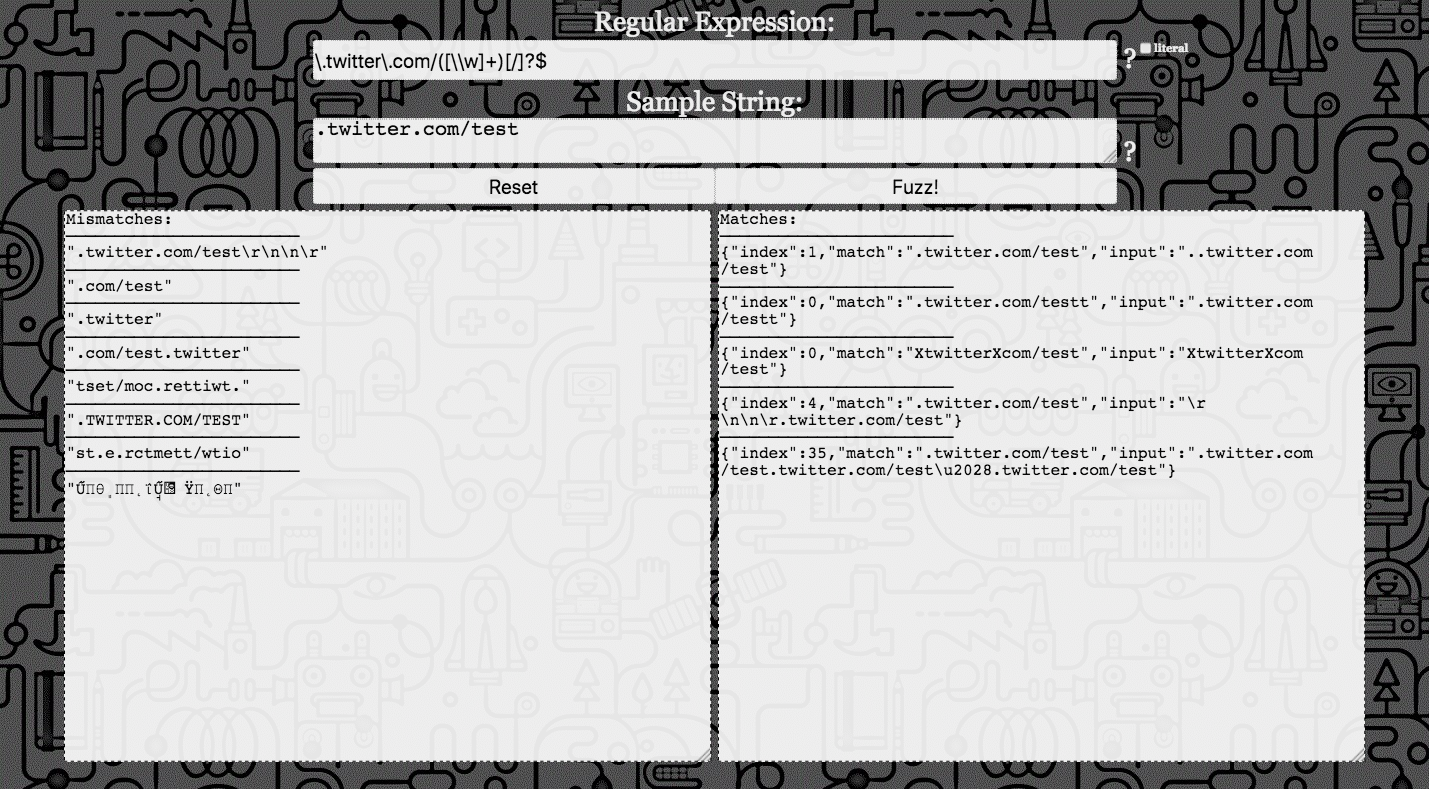 Regular Expression:
\.twitter\.com/([\\w]+)[/]?$
? literal
Sample String:
.twitter.com/test
?
Reset
Fuzz!
Mismatches:
".twitter.com/test\r\n\n\r"
".com/test"
".twitter"
".com/test.twitter"
"tset/moc.rettiwt."
".TWITTER.COM/TEST"
"st.e.rctmett/wtio"
Matches:
{"index":1,"match":".twitter.com/test","input":"..twitter.com
/test"}
{"index":0,"match":".twitter.com/testt","input":".twitter.com
/testt"}
{"index":0,"match":"XtwitterXcom/test","input":"XtwitterXcom
/test"}
{"index":4,"match":".twitter.com/test","input":"\r
\n\n\r.twitter.com/test"}
{"index":35,"match":".twitter.com/test","input":".twitter.com
/test.twitter.com/test\u2028.twitter.com/test"}